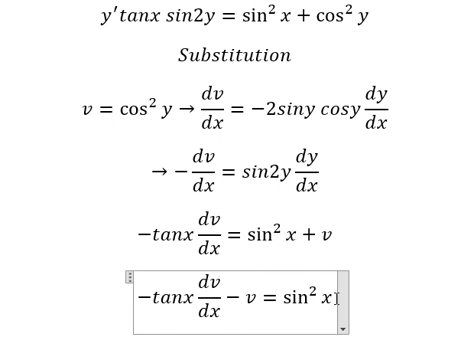 y′tanx sin2y = sin² x + cos² y
Substitution
v = cos² y → dv/dx = −2siny cosy dy/dx
→ − dv/dx = sin2y dy/dx
−tanx dv/dx = sin² x + v
−tanx dv/dx − v = sin² x